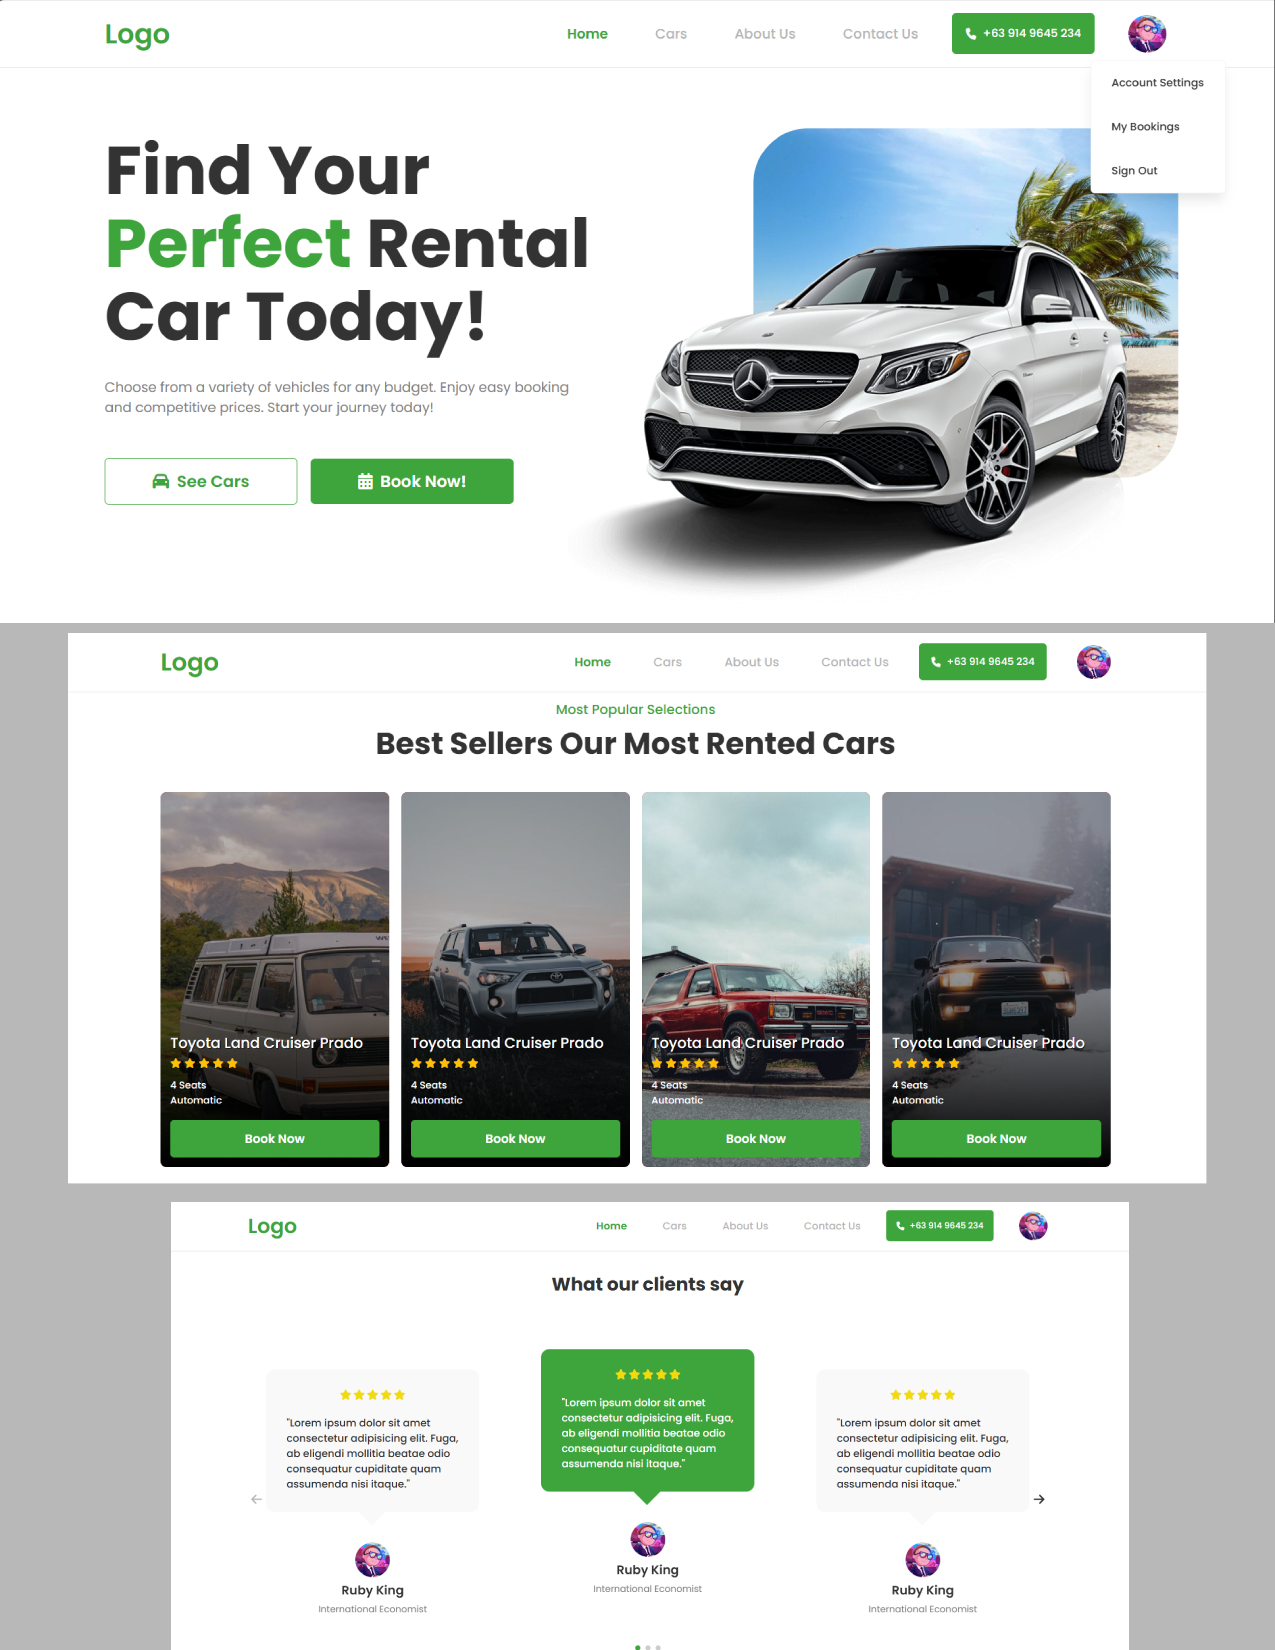 Logo
Home
Cars
About Us
Contact Us
+63 914 9645 234
Account Settings
My Bookings
Sign Out
Find Your
Perfect Rental
Car Today!
Choose from a variety of vehicles for any budget. Enjoy easy booking
and competitive prices. Start your journey today!
See Cars
Book Now!
Logo
Home
Cars
About Us
Contact Us
+63 914 9645 234
Most Popular Selections
Best Sellers Our Most Rented Cars
Toyota Land Cruiser Prado
4 Seats
Automatic
Book Now
Toyota Land Cruiser Prado
4 Seats
Automatic
Book Now
Toyota Land Cruiser Prado
4 Seats
Automatic
Book Now
Toyota Land Cruiser Prado
4 Seats
Automatic
Book Now
Logo
Home
Cars
About Us
Contact Us
+63 914 9645 234
What our clients say
"Lorem ipsum dolor sit amet
consectetur adipisicing elit. Fuga,
ab eligendi mollitia beatae odio
consequatur cupiditate quam
assumenda nisi itaque."
Ruby King
International Economist
"Lorem ipsum dolor sit amet
consectetur adipisicing elit. Fuga,
ab eligendi mollitia beatae odio
consequatur cupiditate quam
assumenda nisi itaque."
Ruby King
International Economist
"Lorem ipsum dolor sit amet
consectetur adipisicing elit. Fuga,
ab eligendi mollitia beatae odio
consequatur cupiditate quam
assumenda nisi itaque."
Ruby King
International Economist